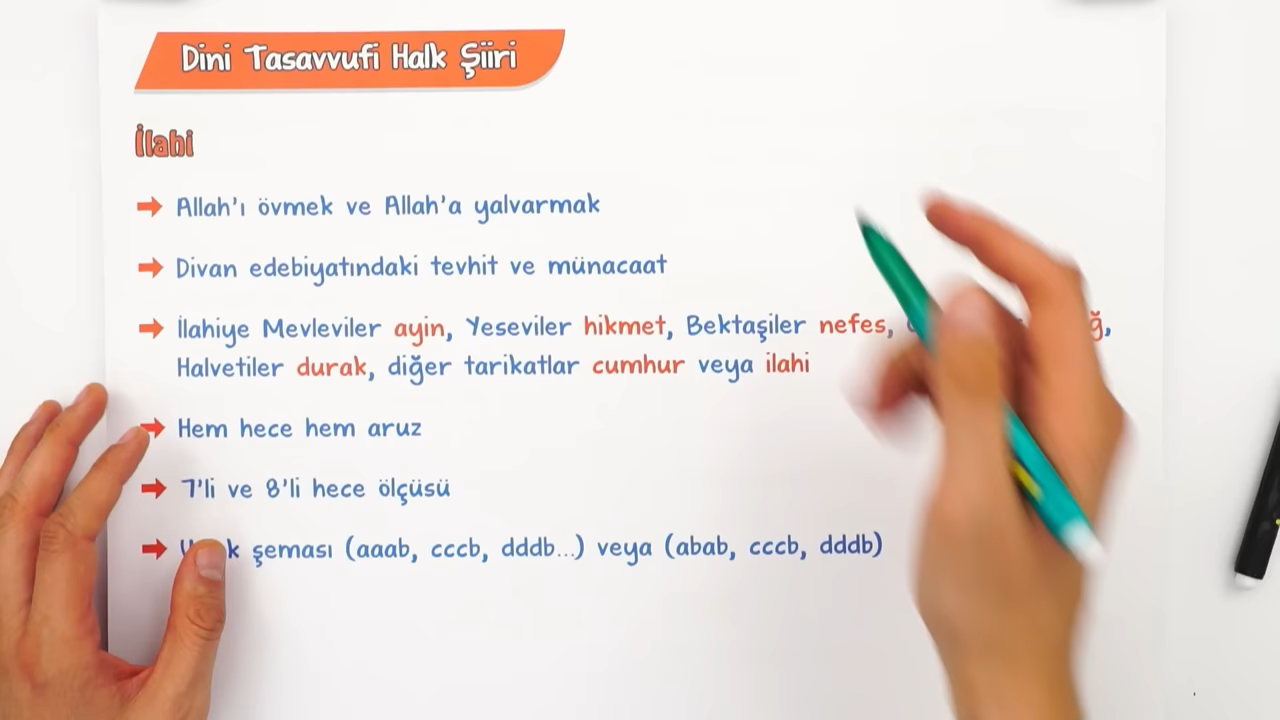 Dini Tasavvufi Halk Şiiri
İlahi
Allah'ı övmek ve Allah'a yalvarmak
Divan edebiyatındaki tevhit ve münacaat
İlahiye Mevleviler ayin, Yeseviler hikmet, Bektaşiler nefes,
Halvetiler durak, diğer tarikatlar cumhur veya ilahi
Hem hece hem aruz
7'li ve 8'li hece ölçüsü
şeması (aaab, cccb, dddb...) veya (abab, cccb, dddb)